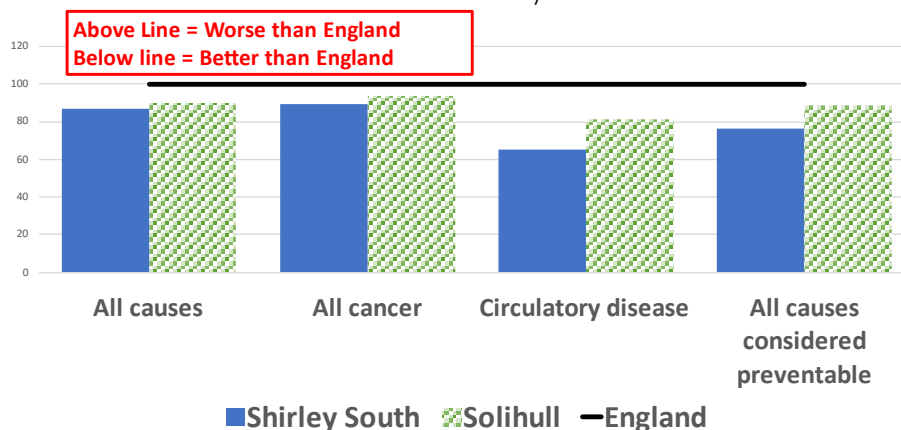 Above Line = Worse than England
Below line = Better than England
120
100
80
60
40
20
0
All causes
All cancer
Circulatory disease
All causes
considered
preventable
Shirley South
Solihull
England